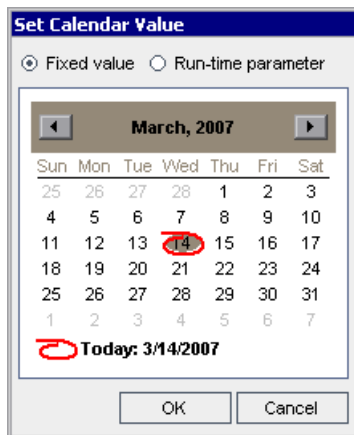 Set Calendar Value
Fixed value Run-time parameter
March, 2007
Sun Mon Tue Wed Thu Fri Sat
25 26 27 28 1 2 3
4 5 6 7 8 9 10
11 12 13 14 15 16 17
18 19 20 21 22 23 24
25 26 27 28 29 30 31
1 2 3 4 5 6 7
Today: 3/14/2007
OK Cancel